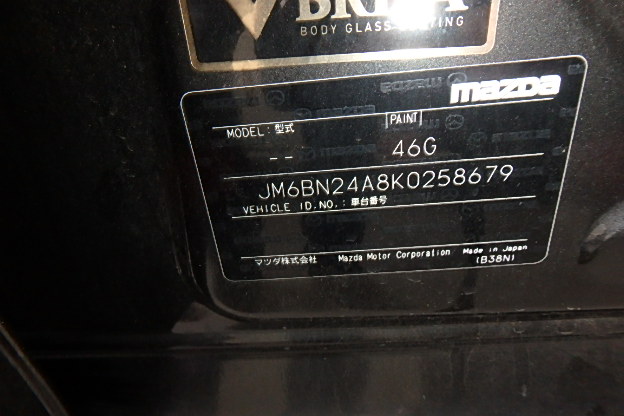 BODY GLASS COATING
mazda
MODEL : 型式 PAINT
-- 46G
JM6BN24A8K0258679
VEHICLE ID.NO. : 車台番号
マツダ株式会社 Mazda Motor Corporation Made in Japan
(B38N)